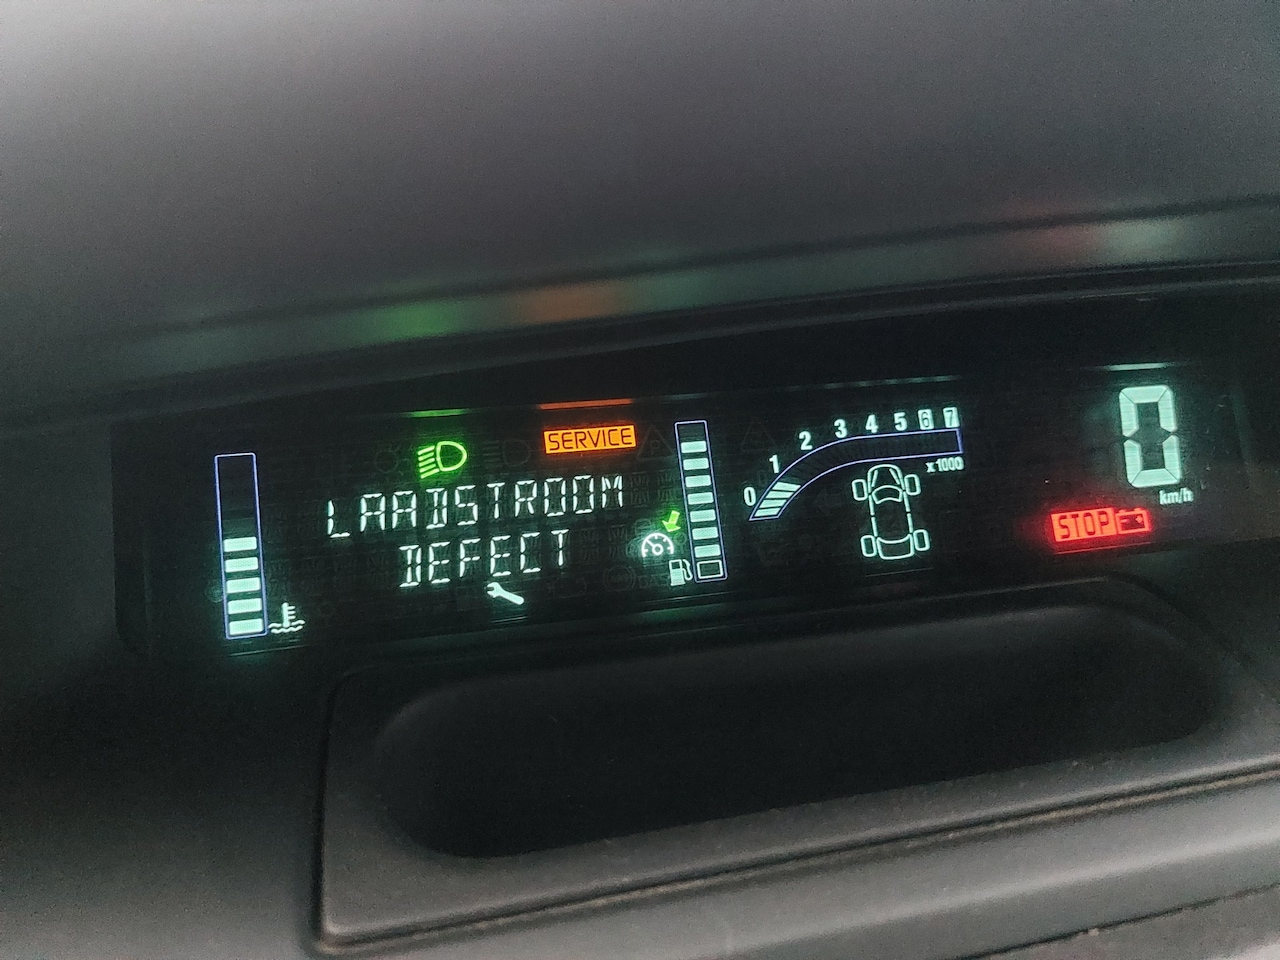 SERVICE
LAADSTROOM
DEFECT
0 1 2 3 4 5 6 7
x1000
0
km/h
STOP